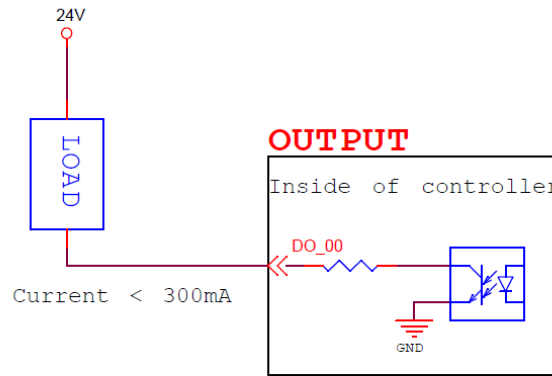 24V
LOAD
OUTPUT
Inside of controller
DO_00
Current < 300mA
GND